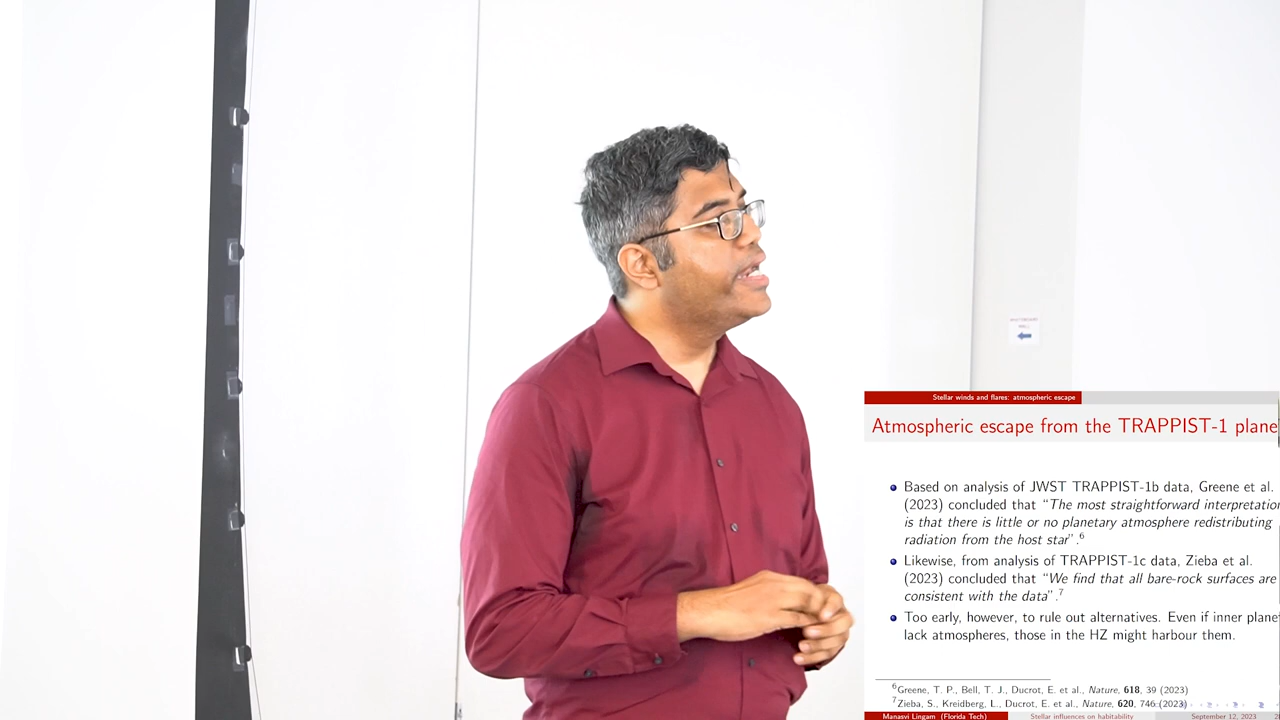 Stellar winds and flares: atmospheric escape
Atmospheric escape from the TRAPPIST-1 plane
Based on analysis of JWST TRAPPIST-1b data, Greene et al.
(2023) concluded that “The most straightforward interpretation
is that there is little or no planetary atmosphere redistributing
radiation from the host star”.6
Likewise, from analysis of TRAPPIST-1c data, Zieba et al.
(2023) concluded that “We find that all bare-rock surfaces are
consistent with the data”.7
Too early, however, to rule out alternatives. Even if inner plane
lack atmospheres, those in the HZ might harbour them.
6Greene, T. P., Bell, T. J., Ducrot, E. et al., Nature, 618, 39 (2023)
7Zieba, S., Kreidberg, L., Ducrot, E. et al., Nature, 620, 746 (2023)
Manasvi Lingam (Florida Tech) Stellar influences on habitability September 12, 2023